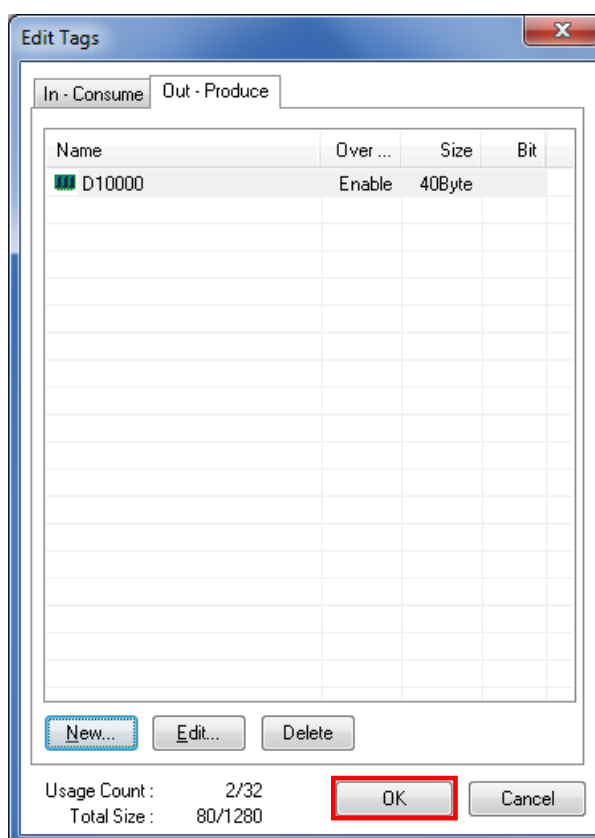 Edit Tags
In - Consume Out - Produce
Name Over ... Size Bit
D10000 Enable 40Byte
New... Edit... Delete
Usage Count : 2/32
Total Size : 80/1280
OK Cancel